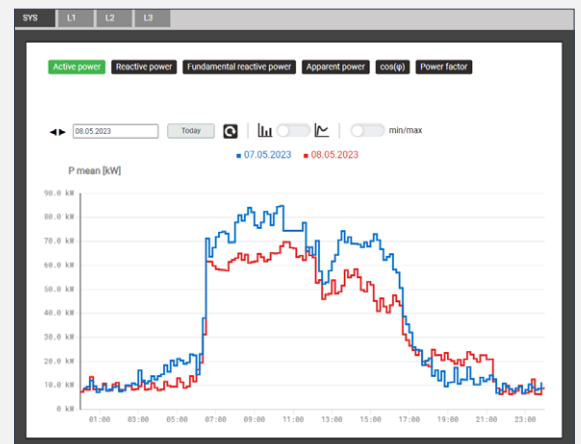 SYS L1 L2 L3
Active power Reactive power Fundamental reactive power Apparent power cos(φ) Power factor
08.05.2023 Today min/max
07.05.2023 08.05.2023
P mean [kW]
90.0 kW
80.0 kW
70.0 kW
60.0 kW
50.0 kW
40.0 kW
30.0 kW
20.0 kW
10.0 kW
0 kW
01:00 03:00 05:00 07:00 09:00 11:00 13:00 15:00 17:00 19:00 21:00 23:00